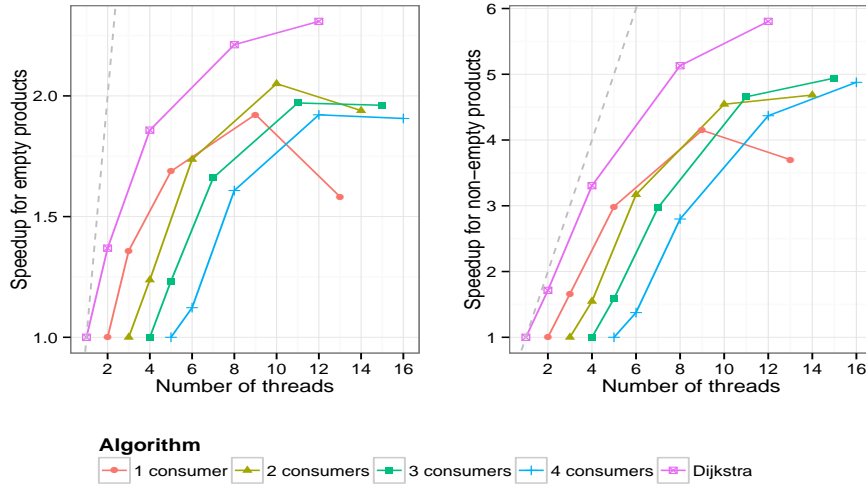 Speedup for empty products
2.0
1.5
1.0
2 4 6 8 10 12 14 16
Number of threads
Speedup for non−empty products
6
5
4
3
2
1
2 4 6 8 10 12 14 16
Number of threads
Algorithm
1 consumer 2 consumers 3 consumers 4 consumers Dijkstra